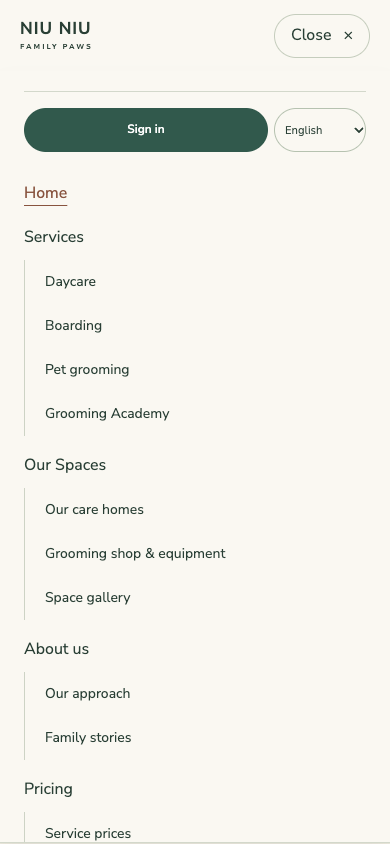 NIU NIU
FAMILY PAWS
Close ×
Sign in
English
Home
Services
Daycare
Boarding
Pet grooming
Grooming Academy
Our Spaces
Our care homes
Grooming shop & equipment
Space gallery
About us
Our approach
Family stories
Pricing
Service prices